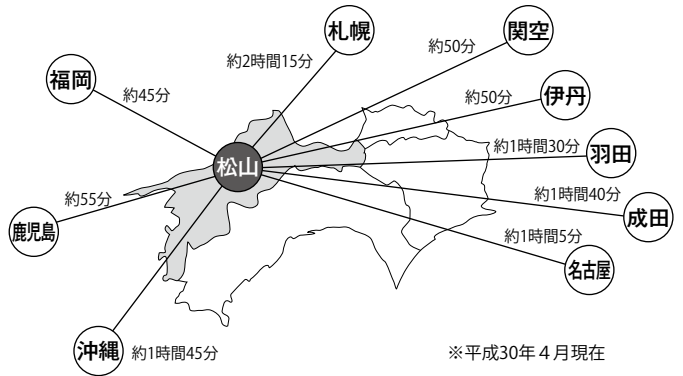 札幌
約2時間15分
関空
約50分
福岡
約45分
伊丹
約50分
羽田
約1時間30分
松山
成田
約1時間40分
鹿児島
約55分
名古屋
約1時間5分
沖縄
約1時間45分
※平成30年4月現在